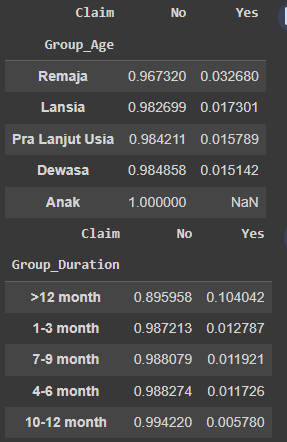 Claim No Yes
Group_Age
Remaja 0.967320 0.032680
Lansia 0.982699 0.017301
Pra Lanjut Usia 0.984211 0.015789
Dewasa 0.984858 0.015142
Anak 1.000000 NaN
Claim No Yes
Group_Duration
>12 month 0.895958 0.104042
1-3 month 0.987213 0.012787
7-9 month 0.988079 0.011921
4-6 month 0.988274 0.011726
10-12 month 0.994220 0.005780